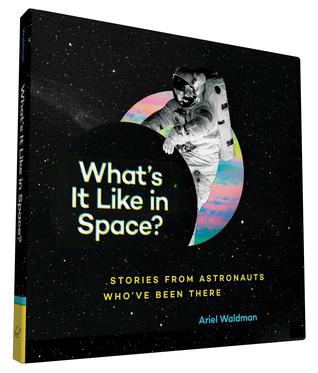 What's It Like in Space?
What's
It Like in
Space?
STORIES FROM ASTRONAUTS
WHO'VE BEEN THERE
Ariel Waldman